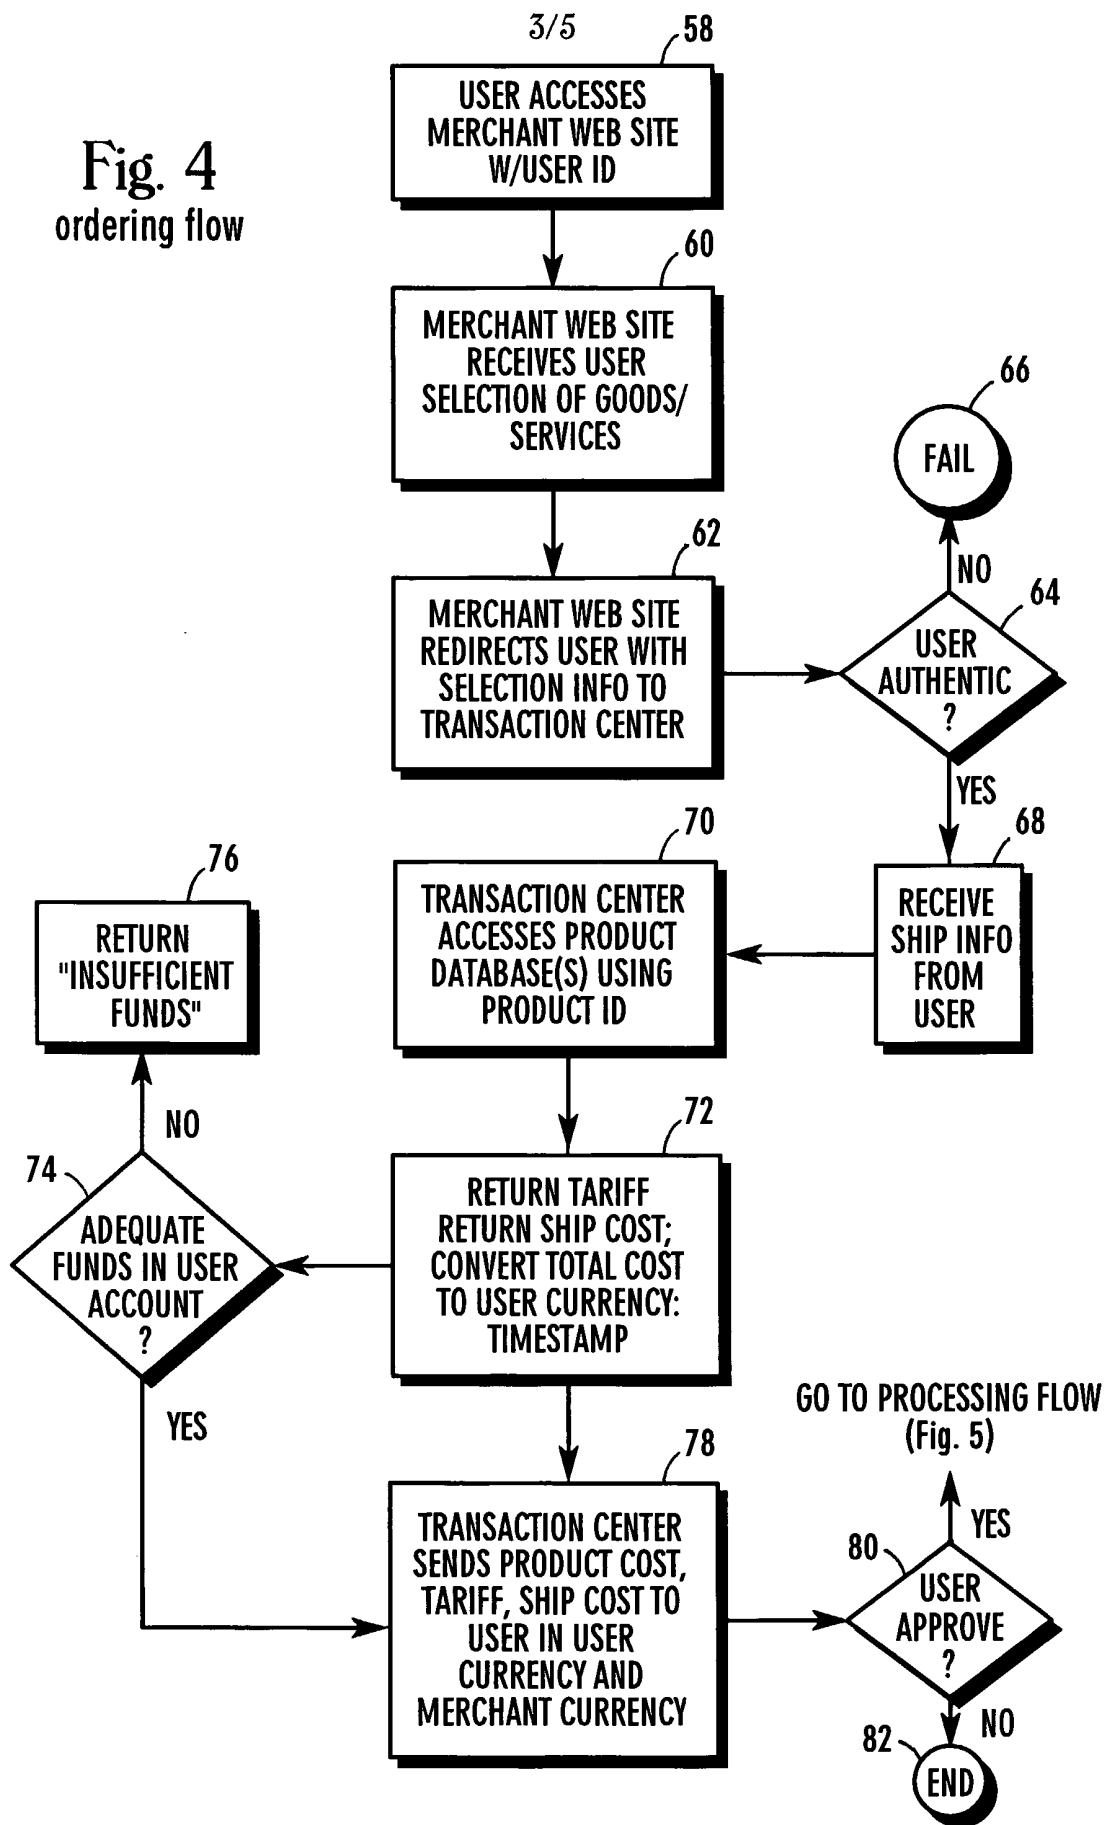 3/5
58
USER ACCESSES
MERCHANT WEB SITE
W/USER ID
Fig. 4
ordering flow
60
MERCHANT WEB SITE
RECEIVES USER
SELECTION OF GOODS/
SERVICES
66
FAIL
NO
62
MERCHANT WEB SITE
REDIRECTS USER WITH
SELECTION INFO TO
TRANSACTION CENTER
64
USER
AUTHENTIC
?
YES
68
RECEIVE
SHIP INFO
FROM
USER
70
TRANSACTION CENTER
ACCESSES PRODUCT
DATABASE(S) USING
PRODUCT ID
76
RETURN
"INSUFFICIENT
FUNDS"
NO
72
RETURN TARIFF
RETURN SHIP COST;
CONVERT TOTAL COST
TO USER CURRENCY:
TIMESTAMP
74
ADEQUATE
FUNDS IN USER
ACCOUNT
?
YES
78
TRANSACTION CENTER
SENDS PRODUCT COST,
TARIFF, SHIP COST TO
USER IN USER
CURRENCY AND
MERCHANT CURRENCY
GO TO PROCESSING FLOW
(Fig. 5)
YES
80
USER
APPROVE
?
NO
82
END